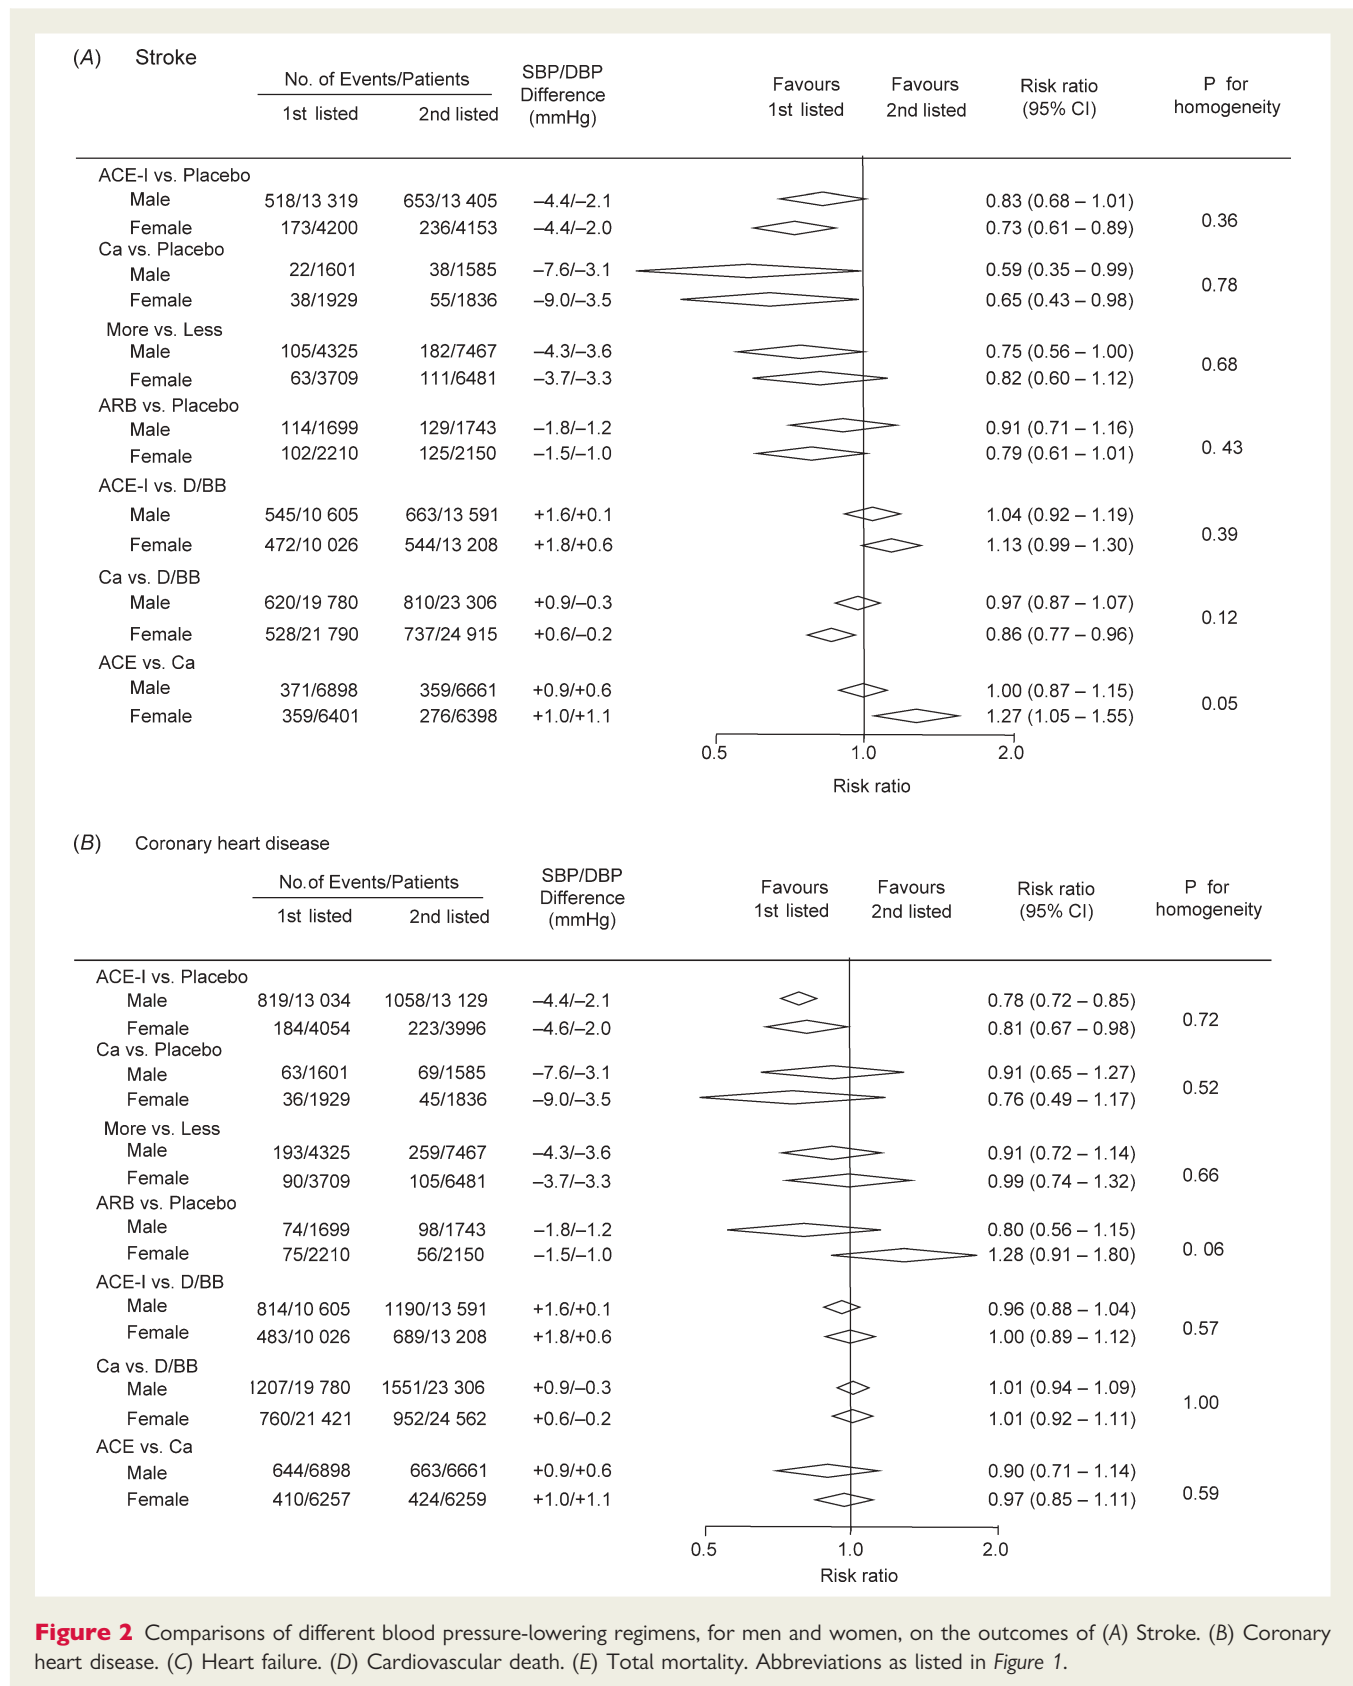 (A) Stroke
No. of Events/Patients SBP/DBP Difference (mmHg) Favours 1st listed Favours 2nd listed Risk ratio (95% CI) P for homogeneity
1st listed 2nd listed
ACE-I vs. Placebo
Male 518/13 319 653/13 405 –4.4/–2.1 0.83 (0.68 – 1.01)
0.36
Female 173/4200 236/4153 –4.4/–2.0 0.73 (0.61 – 0.89)
Ca vs. Placebo
Male 22/1601 38/1585 –7.6/–3.1 0.59 (0.35 – 0.99)
0.78
Female 38/1929 55/1836 –9.0/–3.5 0.65 (0.43 – 0.98)
More vs. Less
Male 105/4325 182/7467 –4.3/–3.6 0.75 (0.56 – 1.00)
0.68
Female 63/3709 111/6481 –3.7/–3.3 0.82 (0.60 – 1.12)
ARB vs. Placebo
Male 114/1699 129/1743 –1.8/–1.2 0.91 (0.71 – 1.16)
0. 43
Female 102/2210 125/2150 –1.5/–1.0 0.79 (0.61 – 1.01)
ACE-I vs. D/BB
Male 545/10 605 663/13 591 +1.6/+0.1 1.04 (0.92 – 1.19)
0.39
Female 472/10 026 544/13 208 +1.8/+0.6 1.13 (0.99 – 1.30)
Ca vs. D/BB
Male 620/19 780 810/23 306 +0.9/–0.3 0.97 (0.87 – 1.07)
0.12
Female 528/21 790 737/24 915 +0.6/–0.2 0.86 (0.77 – 0.96)
ACE vs. Ca
Male 371/6898 359/6661 +0.9/+0.6 1.00 (0.87 – 1.15)
0.05
Female 359/6401 276/6398 +1.0/+1.1 1.27 (1.05 – 1.55)
0.5 1.0 2.0
Risk ratio
(B) Coronary heart disease
No.of Events/Patients SBP/DBP Difference (mmHg) Favours 1st listed Favours 2nd listed Risk ratio (95% CI) P for homogeneity
1st listed 2nd listed
ACE-I vs. Placebo
Male 819/13 034 1058/13 129 –4.4/–2.1 0.78 (0.72 – 0.85)
0.72
Female 184/4054 223/3996 –4.6/–2.0 0.81 (0.67 – 0.98)
Ca vs. Placebo
Male 63/1601 69/1585 –7.6/–3.1 0.91 (0.65 – 1.27)
0.52
Female 36/1929 45/1836 –9.0/–3.5 0.76 (0.49 – 1.17)
More vs. Less
Male 193/4325 259/7467 –4.3/–3.6 0.91 (0.72 – 1.14)
0.66
Female 90/3709 105/6481 –3.7/–3.3 0.99 (0.74 – 1.32)
ARB vs. Placebo
Male 74/1699 98/1743 –1.8/–1.2 0.80 (0.56 – 1.15)
0. 06
Female 75/2210 56/2150 –1.5/–1.0 1.28 (0.91 – 1.80)
ACE-I vs. D/BB
Male 814/10 605 1190/13 591 +1.6/+0.1 0.96 (0.88 – 1.04)
0.57
Female 483/10 026 689/13 208 +1.8/+0.6 1.00 (0.89 – 1.12)
Ca vs. D/BB
Male 1207/19 780 1551/23 306 +0.9/–0.3 1.01 (0.94 – 1.09)
1.00
Female 760/21 421 952/24 562 +0.6/–0.2 1.01 (0.92 – 1.11)
ACE vs. Ca
Male 644/6898 663/6661 +0.9/+0.6 0.90 (0.71 – 1.14)
0.59
Female 410/6257 424/6259 +1.0/+1.1 0.97 (0.85 – 1.11)
0.5 1.0 2.0
Risk ratio
Figure 2 Comparisons of different blood pressure-lowering regimens, for men and women, on the outcomes of (A) Stroke. (B) Coronary
heart disease. (C) Heart failure. (D) Cardiovascular death. (E) Total mortality. Abbreviations as listed in Figure 1.